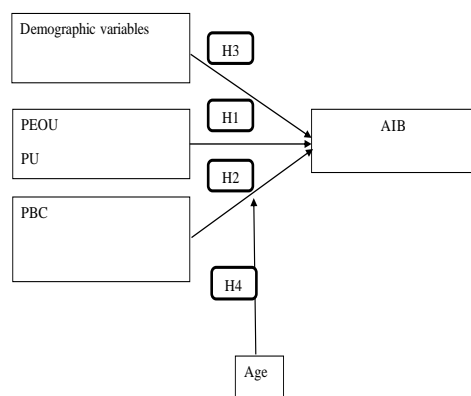 Demographic variables
H3
H1
PEOU
PU
AIB
H2
PBC
H4
Age